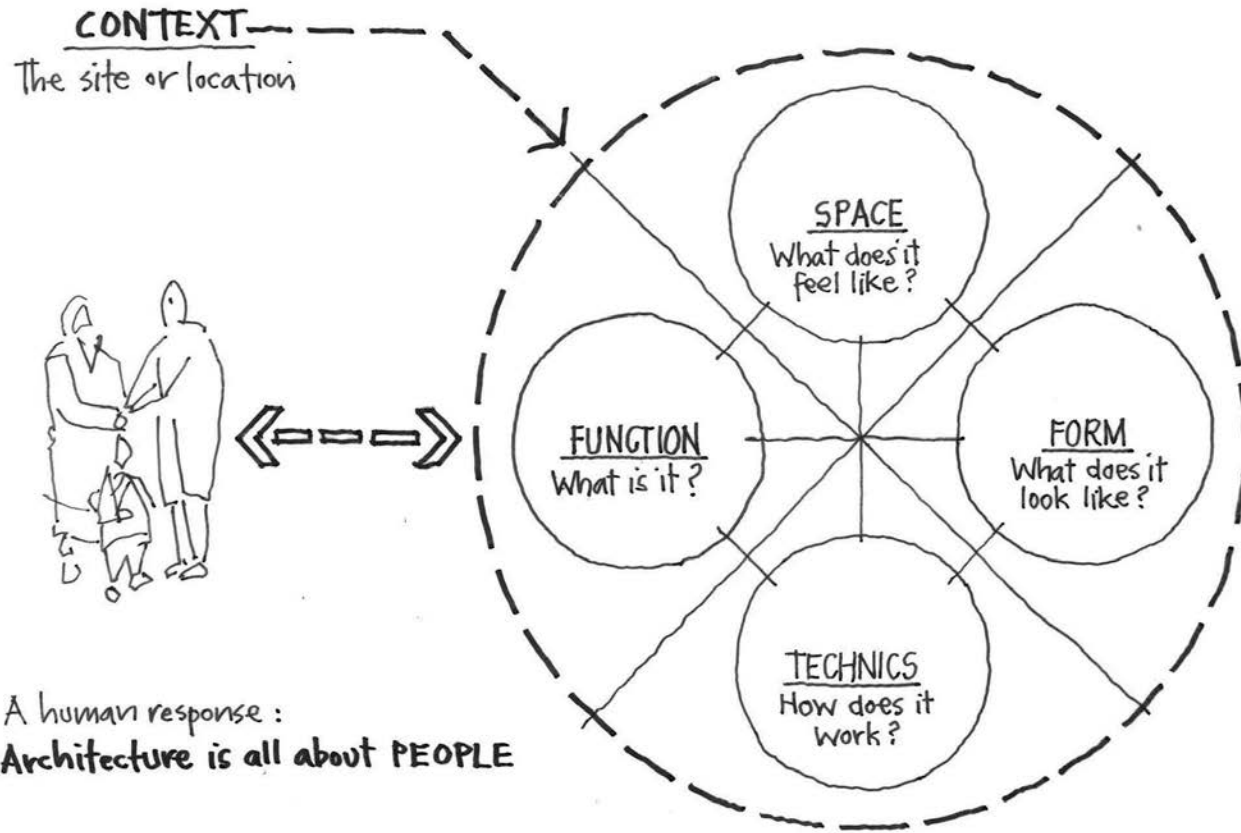 CONTEXT
The site or location
SPACE
What does it
feel like?
FUNCTION
What is it?
FORM
What does it
look like?
TECHNICS
How does it
work?
A human response:
Architecture is all about PEOPLE